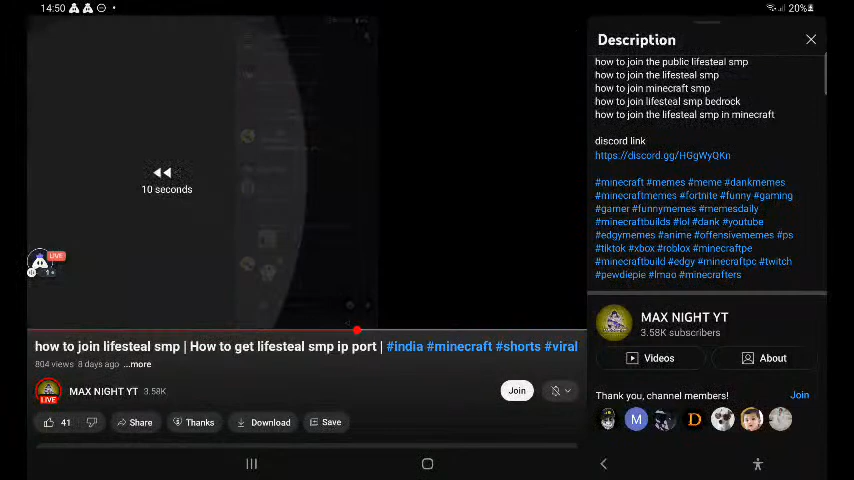 14:50
20%
10 seconds
LIVE
how to join lifesteal smp | How to get lifesteal smp ip port | #india #minecraft #shorts #viral
804 views 8 days ago ...more
MAX NIGHT YT 3.58K
LIVE
Join
41
Share
Thanks
Download
Save
Description
how to join the public lifesteal smp
how to join the lifesteal smp
how to join minecraft smp
how to join lifesteal smp bedrock
how to join the lifesteal smp in minecraft
discord link
https://discord.gg/HGgWyQKn
#minecraft #memes #meme #dankmemes
#minecraftmemes #fortnite #funny #gaming
#gamer #funnymemes #memesdaily
#minecraftbuilds #lol #dank #youtube
#edgymemes #anime #offensivememes #ps
#tiktok #xbox #roblox #minecraftpe
#minecraftbuild #edgy #minecraftpc #twitch
#pewdiepie #lmao #minecrafters
MAX NIGHT YT
3.58K subscribers
Videos
About
Thank you, channel members!
Join
M
D